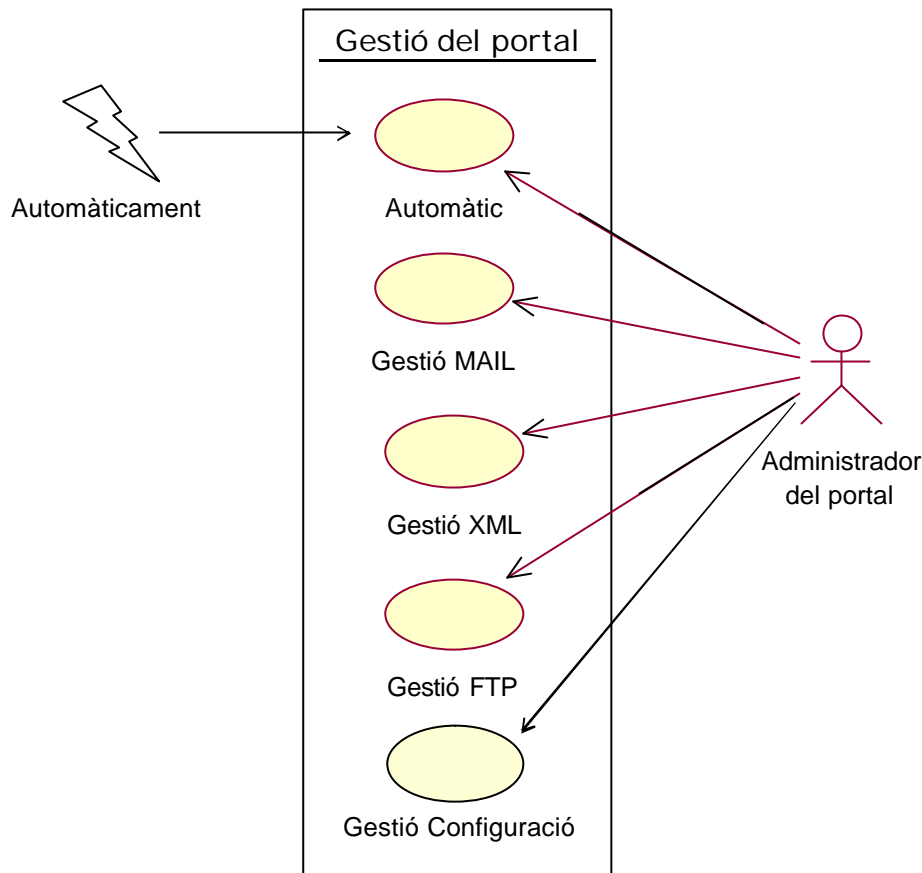 Gestió del portal
Automàticament
Automàtic
Gestió MAIL
Gestió XML
Administrador
del portal
Gestió FTP
Gestió Configuració